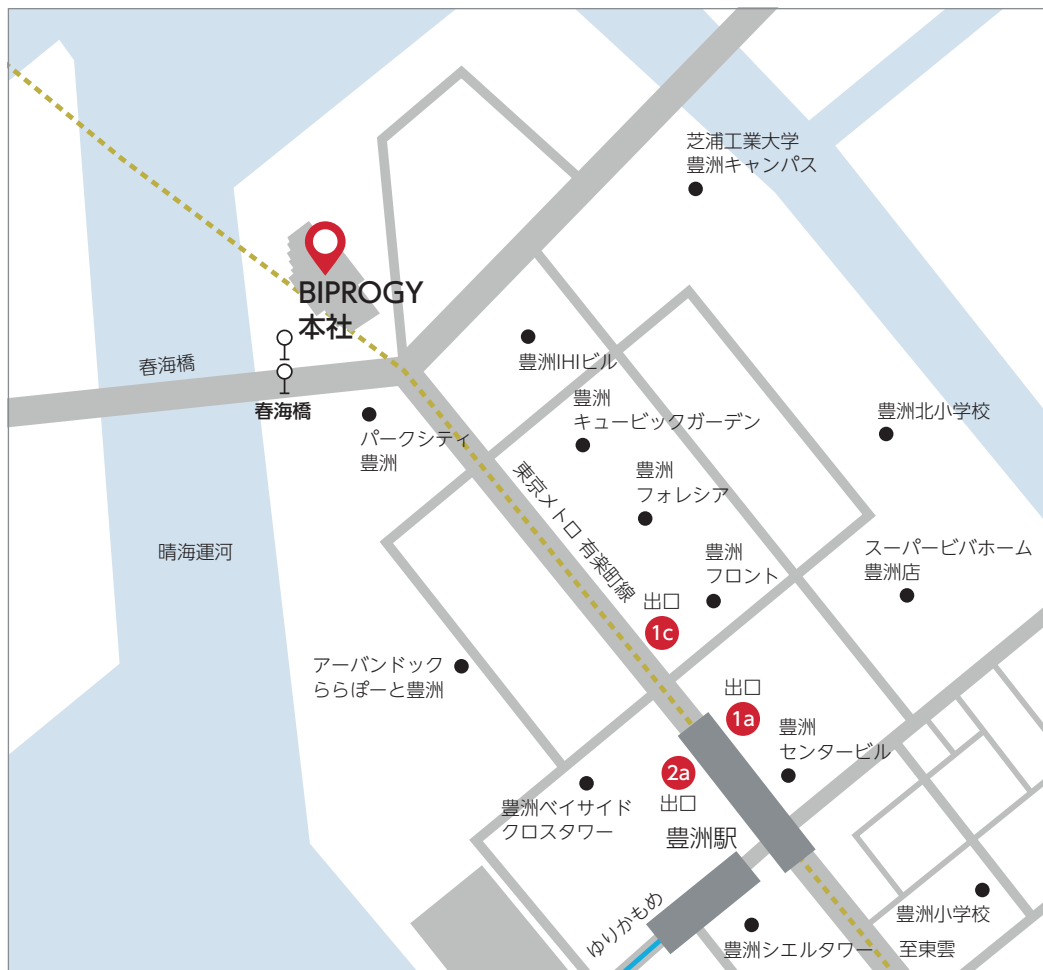 芝浦工業大学
豊洲キャンパス
BIPROGY
本社
春海橋
春海橋
豊洲IHIビル
豊洲
キュービックガーデン
豊洲北小学校
パークシティ
豊洲
東京メトロ 有楽町線
豊洲
フォレシア
晴海運河
豊洲
フロント
スーパービバホーム
豊洲店
出口
1c
アーバンドック
ららぽーと豊洲
出口
1a
豊洲
センタービル
2a
出口
豊洲ベイサイド
クロスタワー
豊洲駅
ゆりかもめ
豊洲シエルタワー
豊洲小学校
至東雲